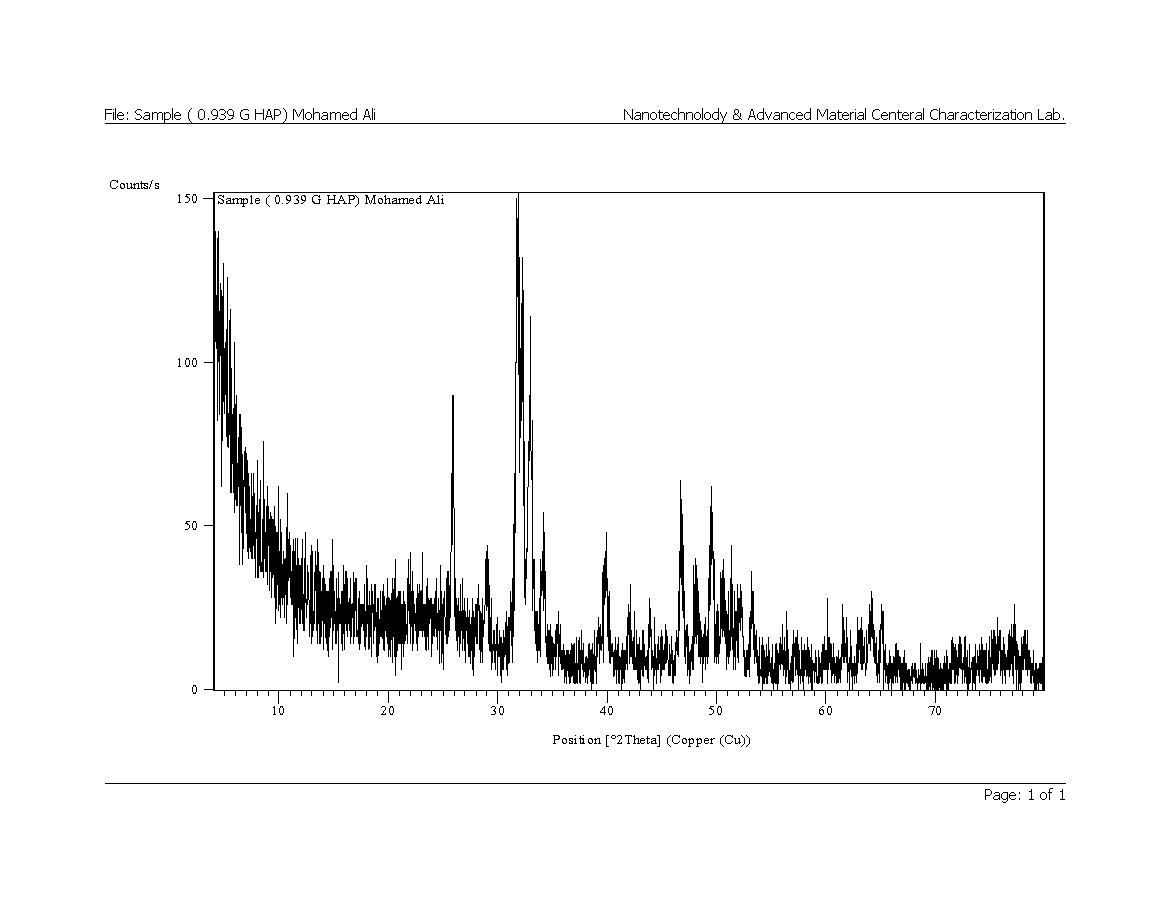 File: Sample ( 0.939 G HAP) Mohamed Ali
Nanotechnolody & Advanced Material Centeral Characterization Lab.
Counts/s
Sample ( 0.939 G HAP) Mohamed Ali
150
100
50
0
10 20 30 40 50 60 70
Position [°2Theta] (Copper (Cu))
Page: 1 of 1